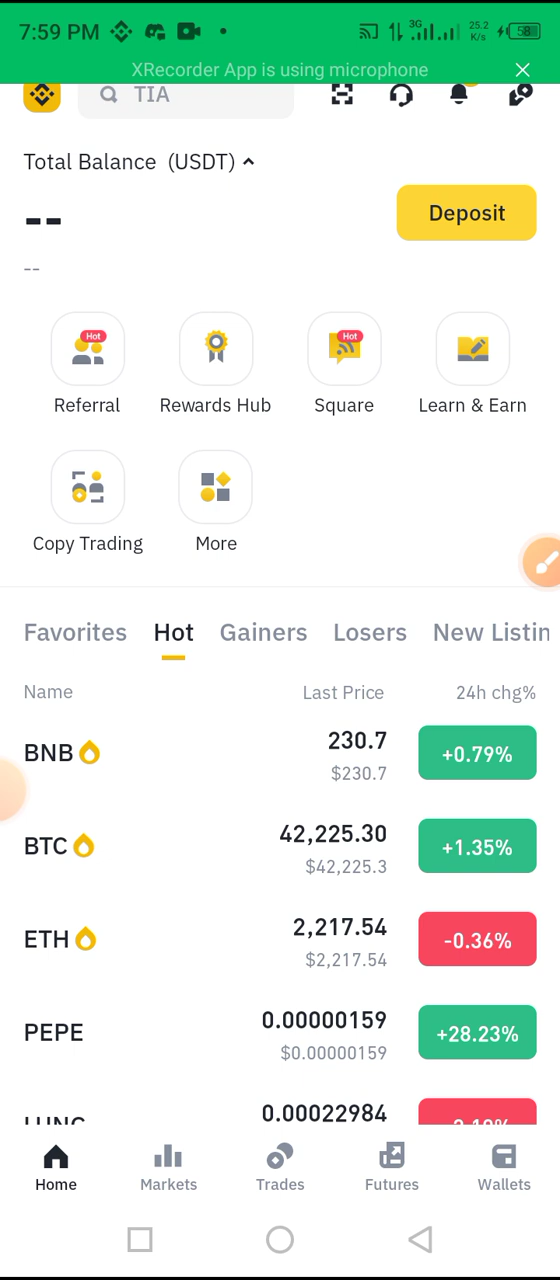 7:59 PM 3G 25.2 K/s 58
XRecorder App is using microphone
TIA
Total Balance (USDT)
--
Deposit
--
Hot Hot
Referral Rewards Hub Square Learn & Earn
Copy Trading More
Favorites Hot Gainers Losers New Listin
Name Last Price 24h chg%
BNB 230.7 +0.79%
$230.7
BTC 42,225.30 +1.35%
$42,225.3
ETH 2,217.54 -0.36%
$2,217.54
PEPE 0.00000159 +28.23%
$0.00000159
LUNC 0.00022984
Home Markets Trades Futures Wallets